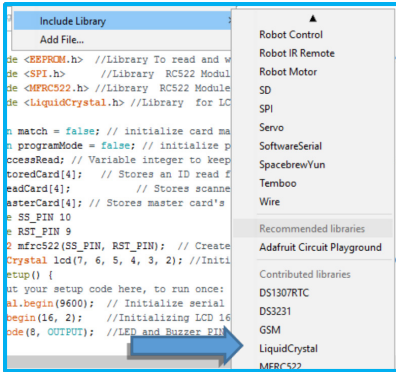 Include Library
Add File...
de <EEPROM.h> //Library To read and w
de <SPI.h> //Library RC522 Modul
de <MFRC522.h> //Library RC522 Module
de <LiquidCrystal.h> //Library for LC
n match = false; // initialize card ma
n programMode = false; // initialize p
ccessRead; // Variable integer to keep
toredCard[4]; // Stores an ID read f
eadCard[4]; // Stores scanne
asterCard[4]; // Stores master card's
e SS_PIN 10
e RST_PIN 9
2 mfrc522(SS_PIN, RST_PIN); // Create
Crystal lcd(7, 6, 5, 4, 3, 2); //Initi
etup() {
ut your setup code here, to run once:
al.begin(9600); // Initialize serial
begin(16, 2); //Initializing LCD 16
ode(8, OUTPUT); //LED and Buzzer PIN
Robot Control
Robot IR Remote
Robot Motor
SD
SPI
Servo
SoftwareSerial
SpacebrewYun
Temboo
Wire
Recommended libraries
Adafruit Circuit Playground
Contributed libraries
DS1307RTC
DS3231
GSM
LiquidCrystal
MFRC522